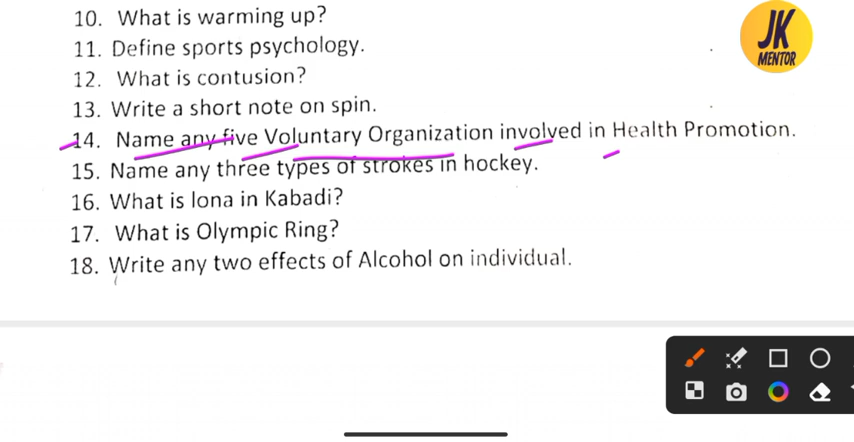 10. What is warming up?
11. Define sports psychology.
12. What is contusion?
13. Write a short note on spin.
14. Name any five Voluntary Organization involved in Health Promotion.
15. Name any three types of strokes in hockey.
16. What is lona in Kabadi?
17. What is Olympic Ring?
18. Write any two effects of Alcohol on individual.
JK
MENTOR